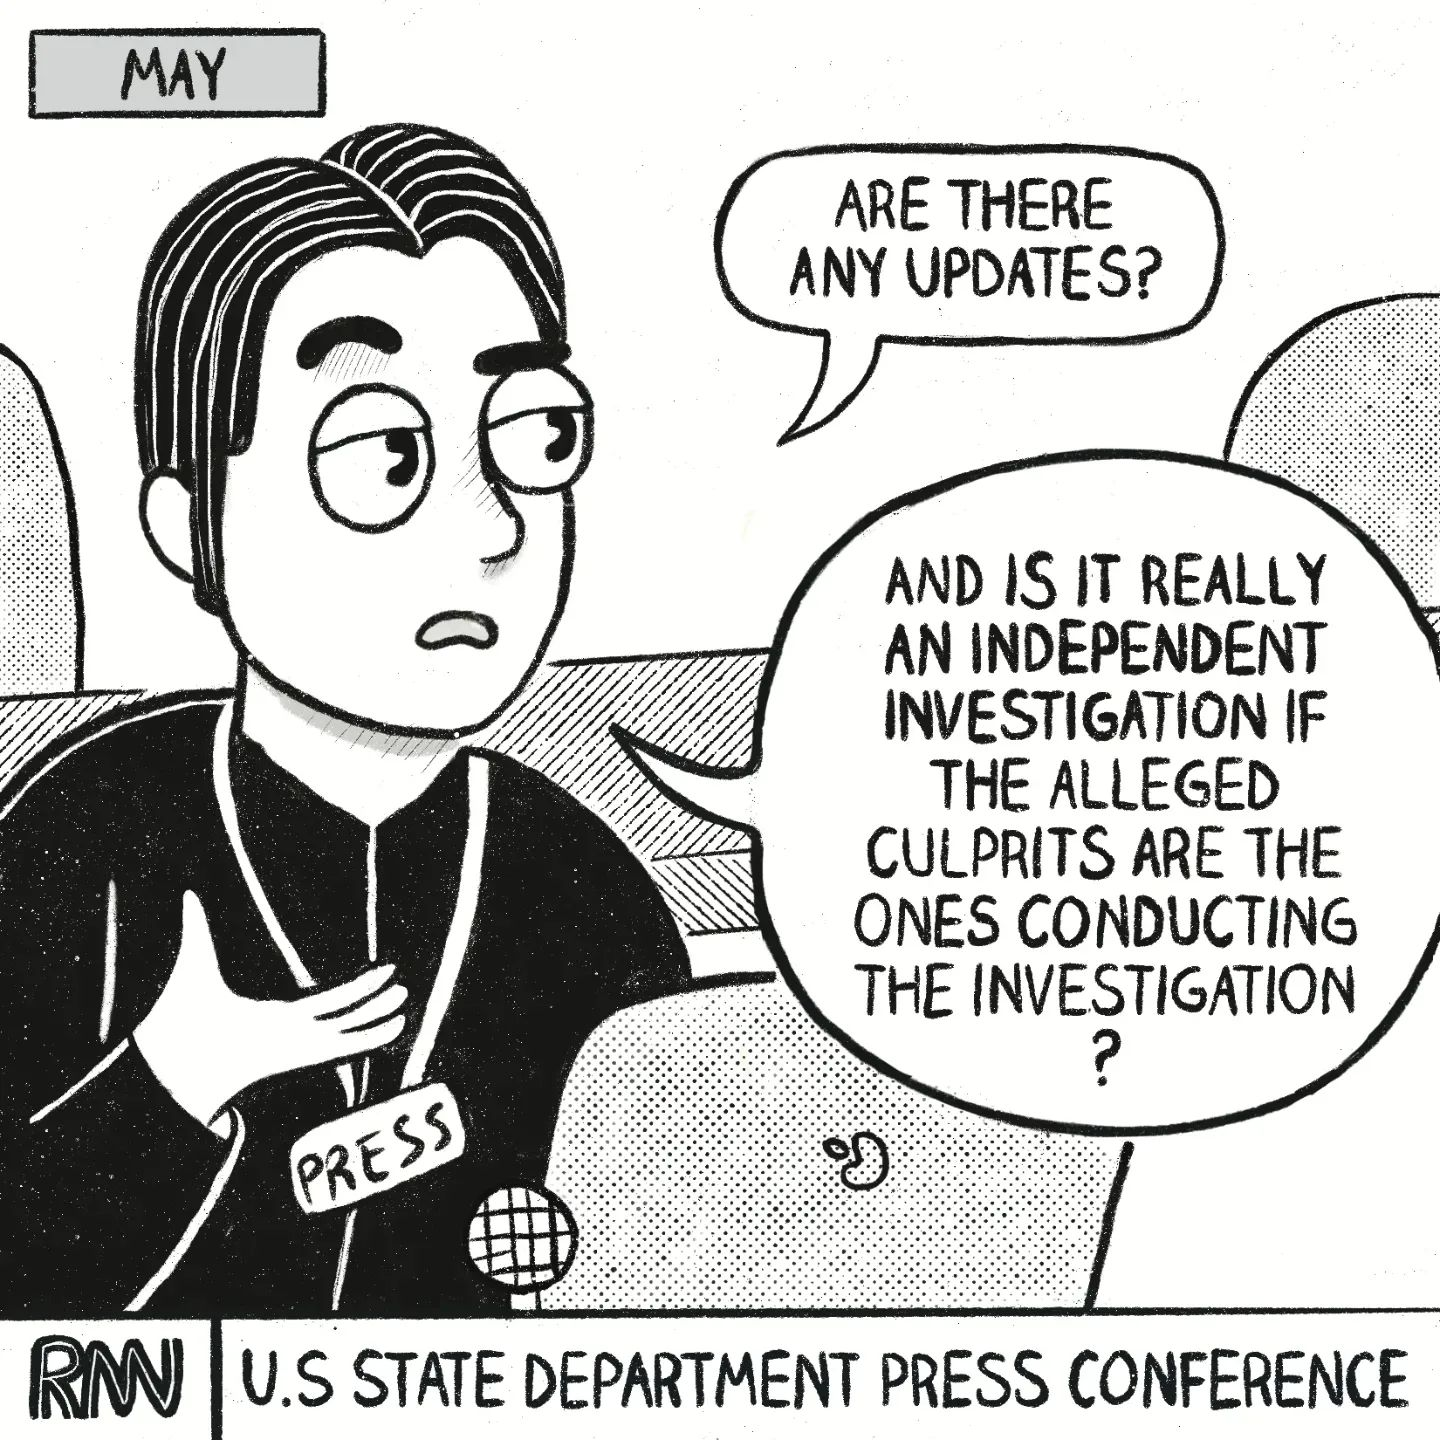 MAY
ARE THERE
ANY UPDATES?
AND IS IT REALLY
AN INDEPENDENT
INVESTIGATION IF
THE ALLEGED
CULPRITS ARE THE
ONES CONDUCTING
THE INVESTIGATION
?
PRESS
RNN
U.S STATE DEPARTMENT PRESS CONFERENCE